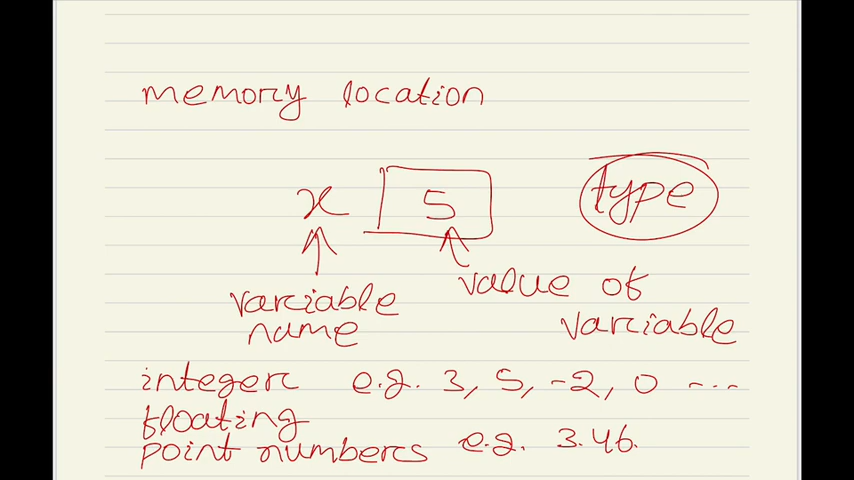 memory location
x 5 type
variable name
value of variable
integer e.g. 3, 5, -2, 0 ...
floating
point numbers e.g. 3.46.